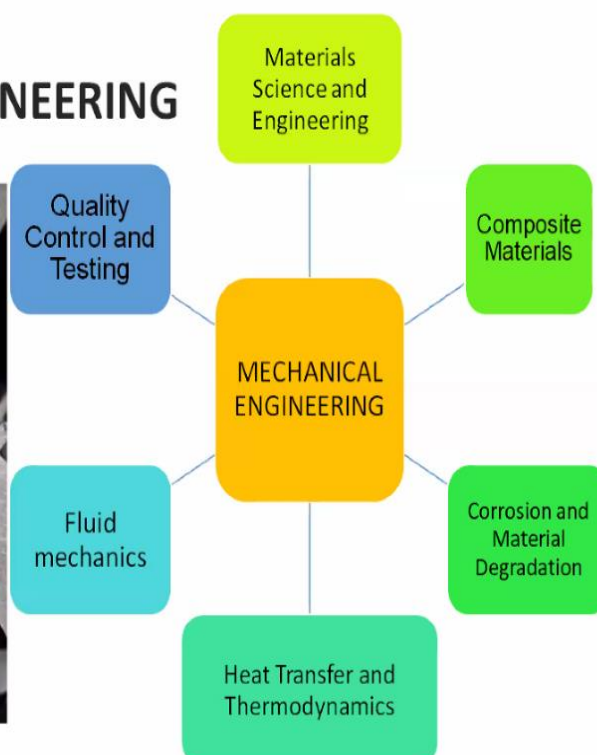 NEERING
Materials
Science and
Engineering
Quality
Control and
Testing
Composite
Materials
MECHANICAL
ENGINEERING
Fluid
mechanics
Corrosion and
Material
Degradation
Heat Transfer and
Thermodynamics